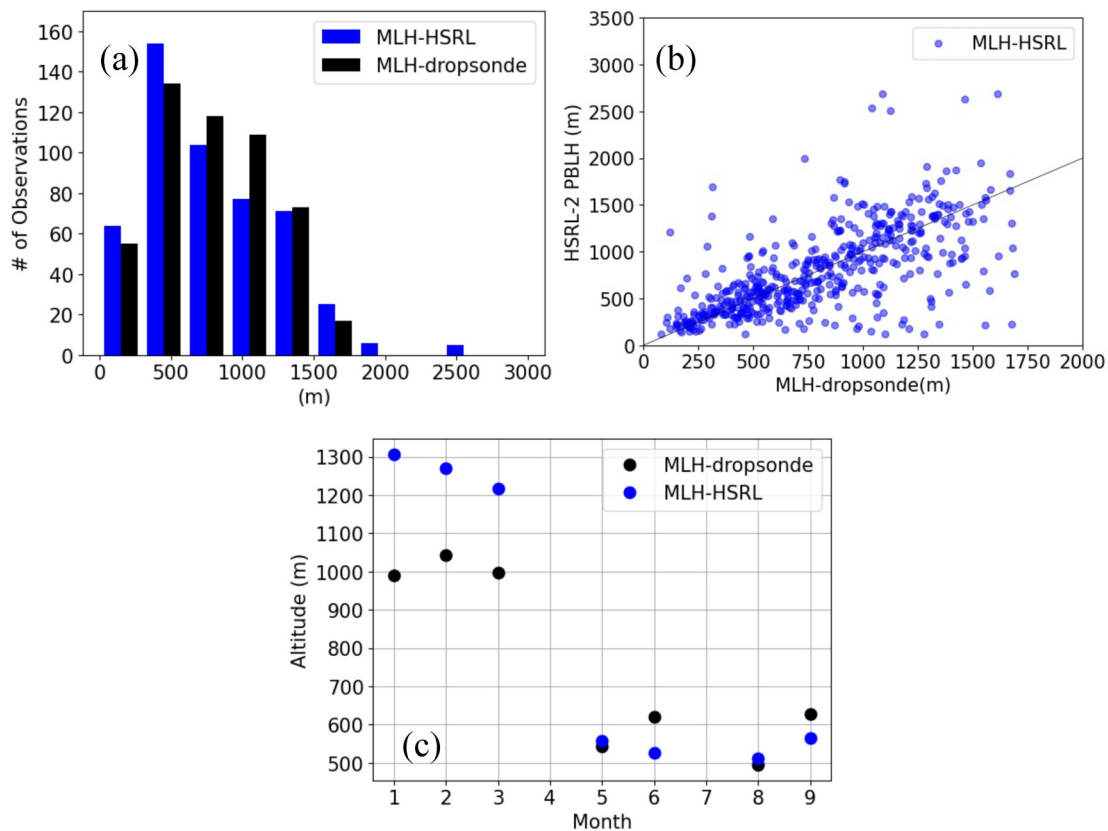 (a)
MLH-HSRL
MLH-dropsonde
# of Observations
160
140
120
100
80
60
40
20
0
0 500 1000 1500 2000 2500 3000
(m)
(b)
MLH-HSRL
HSRL-2 PBLH (m)
3500
3000
2500
2000
1500
1000
500
0
0 250 500 750 1000 1250 1500 1750 2000
MLH-dropsonde(m)
MLH-dropsonde
MLH-HSRL
Altitude (m)
1300
1200
1100
1000
900
800
700
600
500
(c)
1 2 3 4 5 6 7 8 9
Month